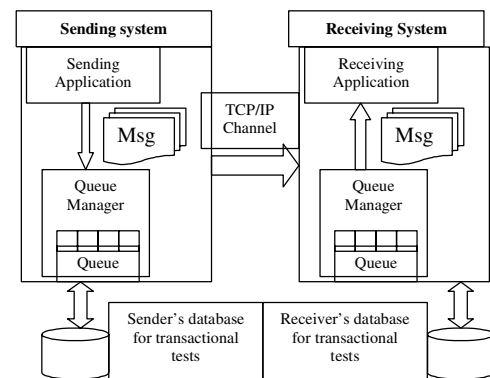 Sending system
Receiving System
Sending
Application
Receiving
Application
TCP/IP
Channel
Msg
Msg
Queue
Manager
Queue
Manager
Queue
Queue
Sender's database
for transactional
tests
Receiver's database
for transactional
tests